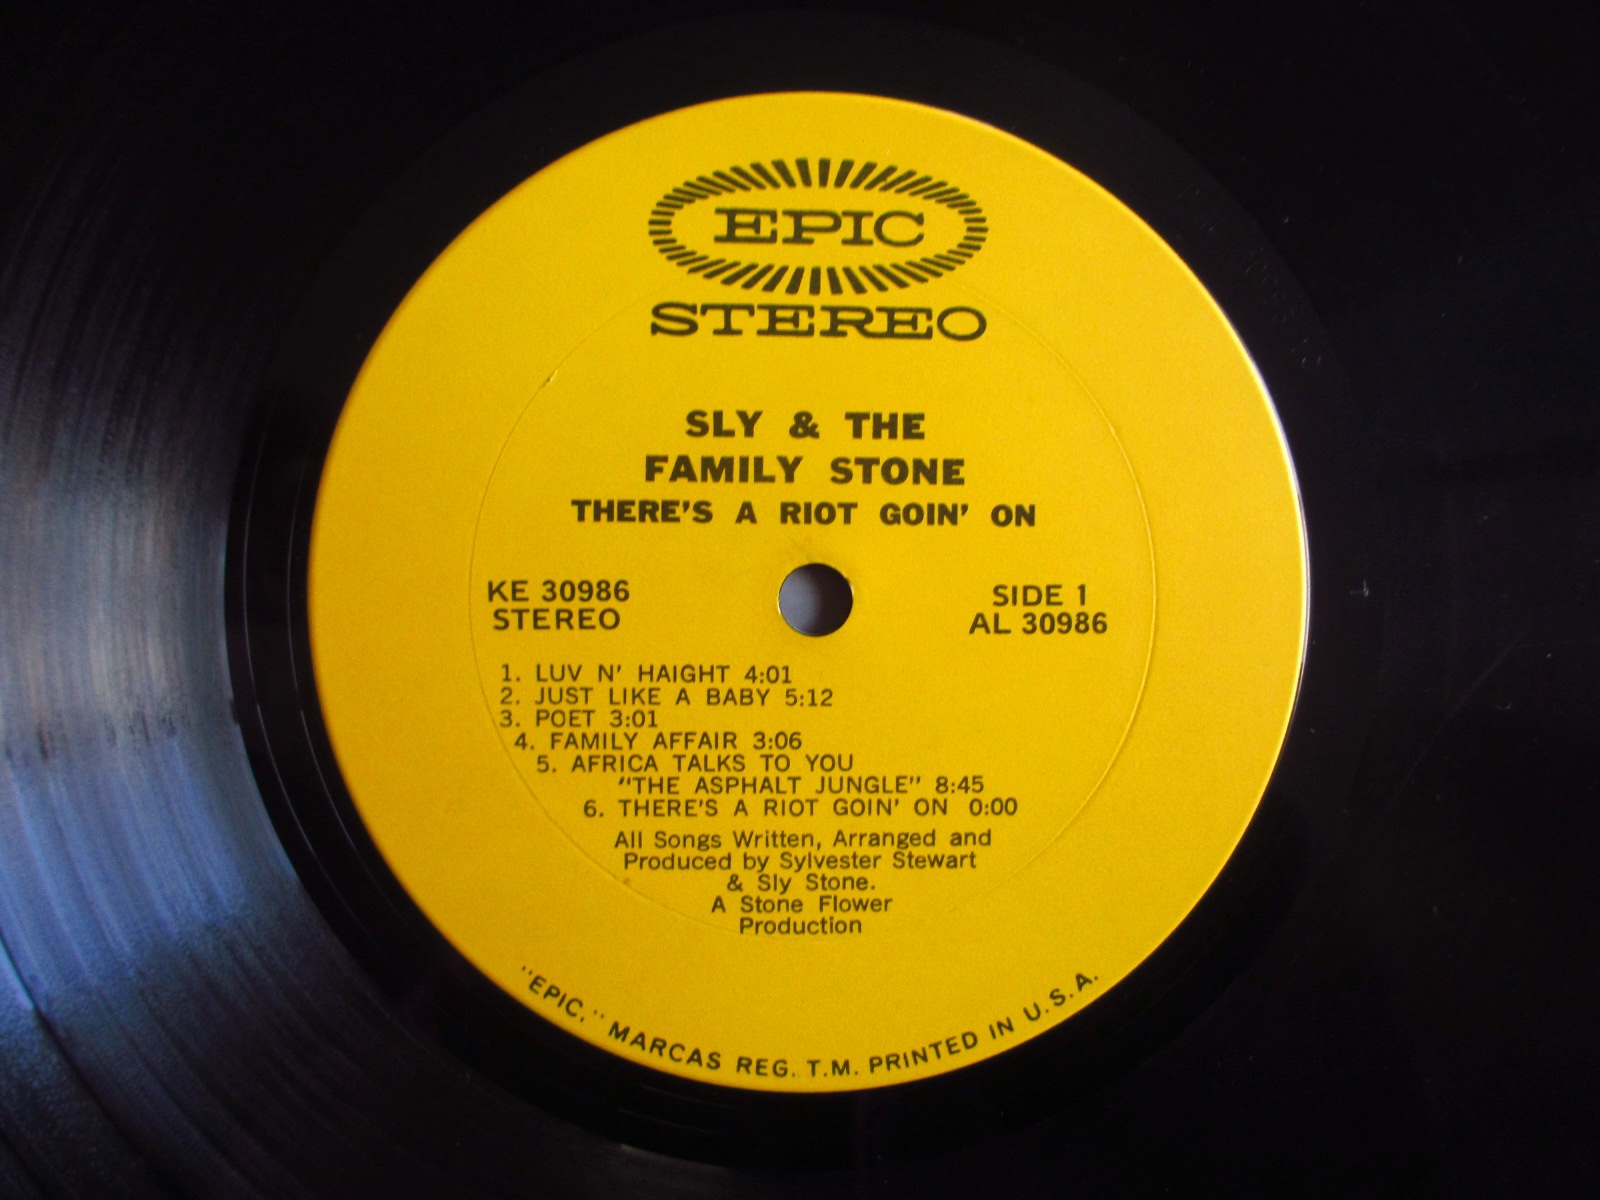 EPIC
STEREO
SLY & THE
FAMILY STONE
THERE'S A RIOT GOIN' ON
KE 30986
STEREO
SIDE 1
AL 30986
1. LUV N' HAIGHT 4:01
2. JUST LIKE A BABY 5:12
3. POET 3:01
4. FAMILY AFFAIR 3:06
5. AFRICA TALKS TO YOU
"THE ASPHALT JUNGLE" 8:45
6. THERE'S A RIOT GOIN' ON 0:00
All Songs Written, Arranged and
Produced by Sylvester Stewart
& Sly Stone.
A Stone Flower
Production
"EPIC," MARCAS REG. T.M. PRINTED IN U.S.A.